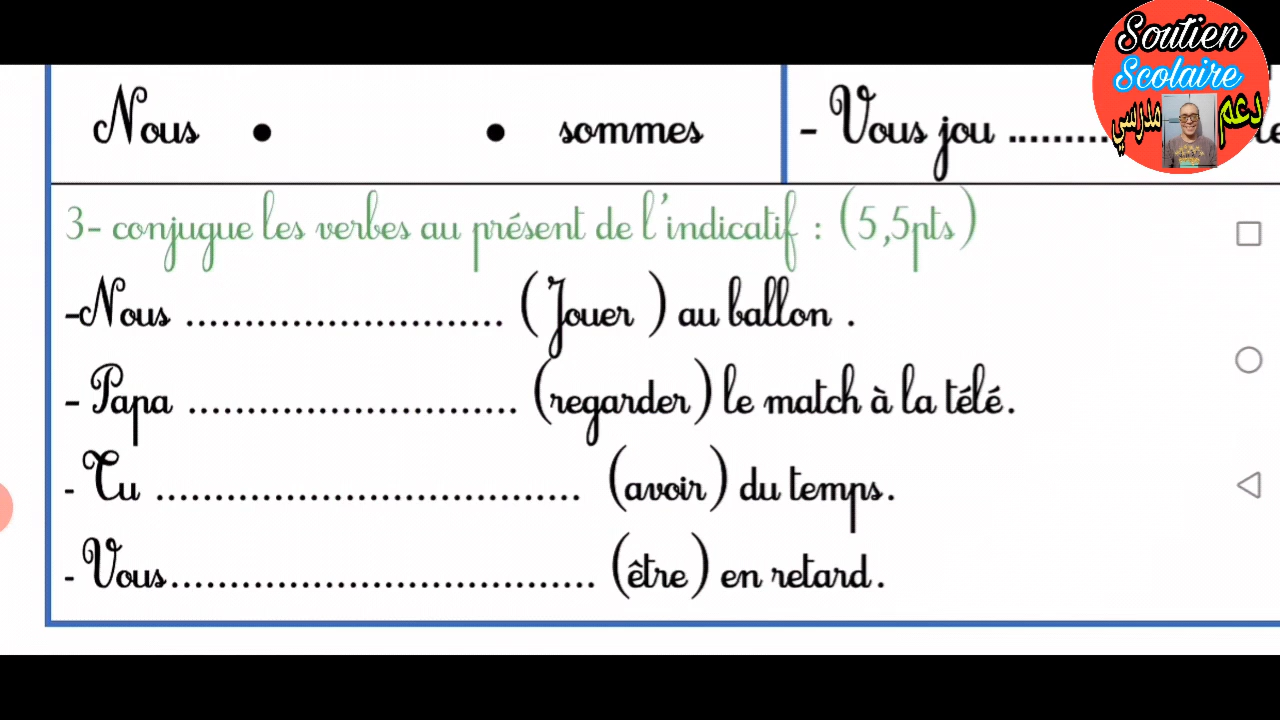 Soutien
Scolaire
دعم مدرسي
Nous • • sommes
- Vous jou ..........
3- conjugue les verbes au présent de l'indicatif : (5,5pts)
-Nous ........................... (Jouer) au ballon .
- Papa ............................ (regarder) le match à la télé.
- Tu .................................... (avoir) du temps.
- Vous.................................... (être) en retard.